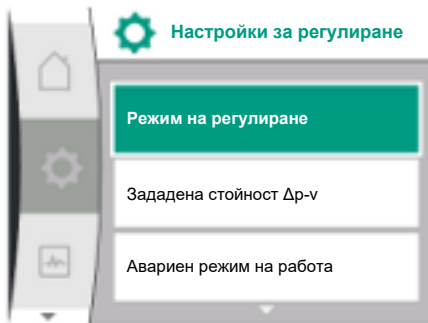 Настройки за регулиране
Режим на регулиране
Зададена стойност Δp-v
Авариен режим на работа